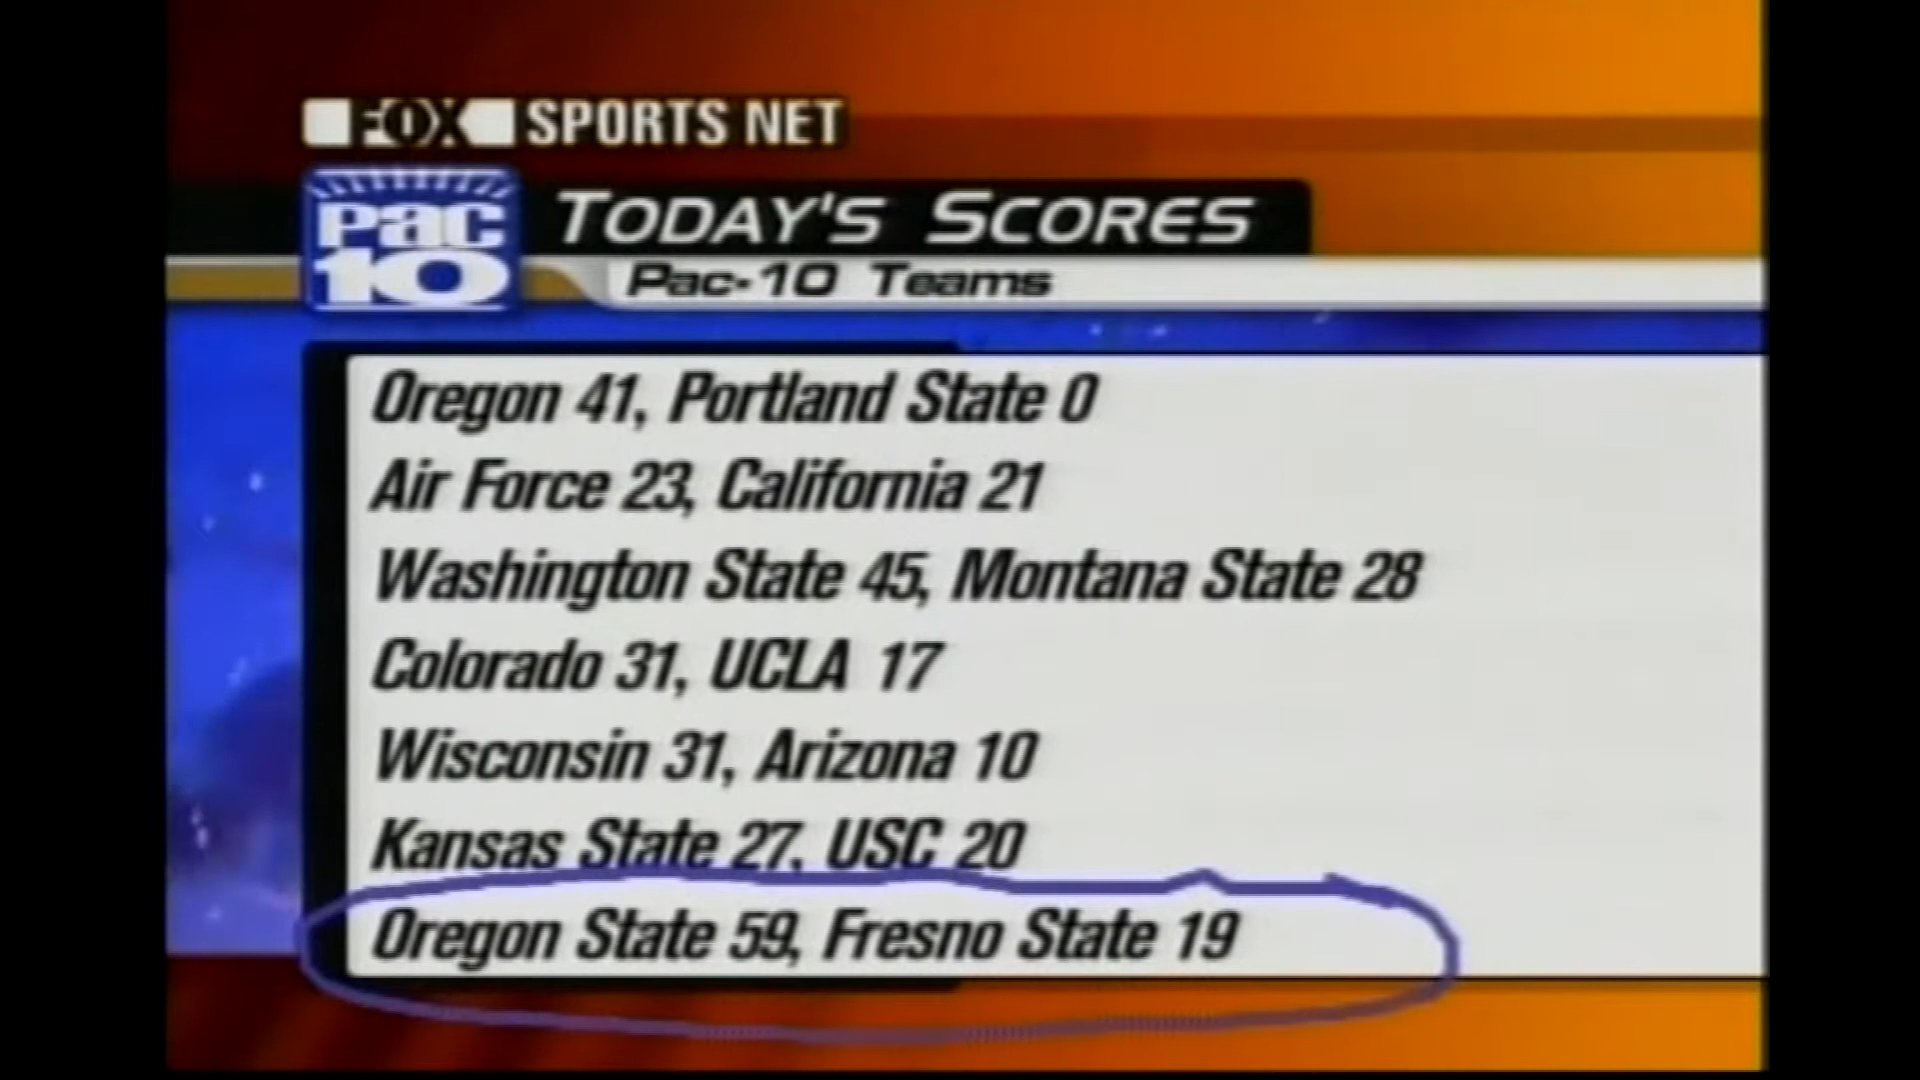 FOX SPORTS NET
Pac 10
TODAY'S SCORES
Pac-10 Teams
Oregon 41, Portland State 0
Air Force 23, California 21
Washington State 45, Montana State 28
Colorado 31, UCLA 17
Wisconsin 31, Arizona 10
Kansas State 27, USC 20
Oregon State 59, Fresno State 19